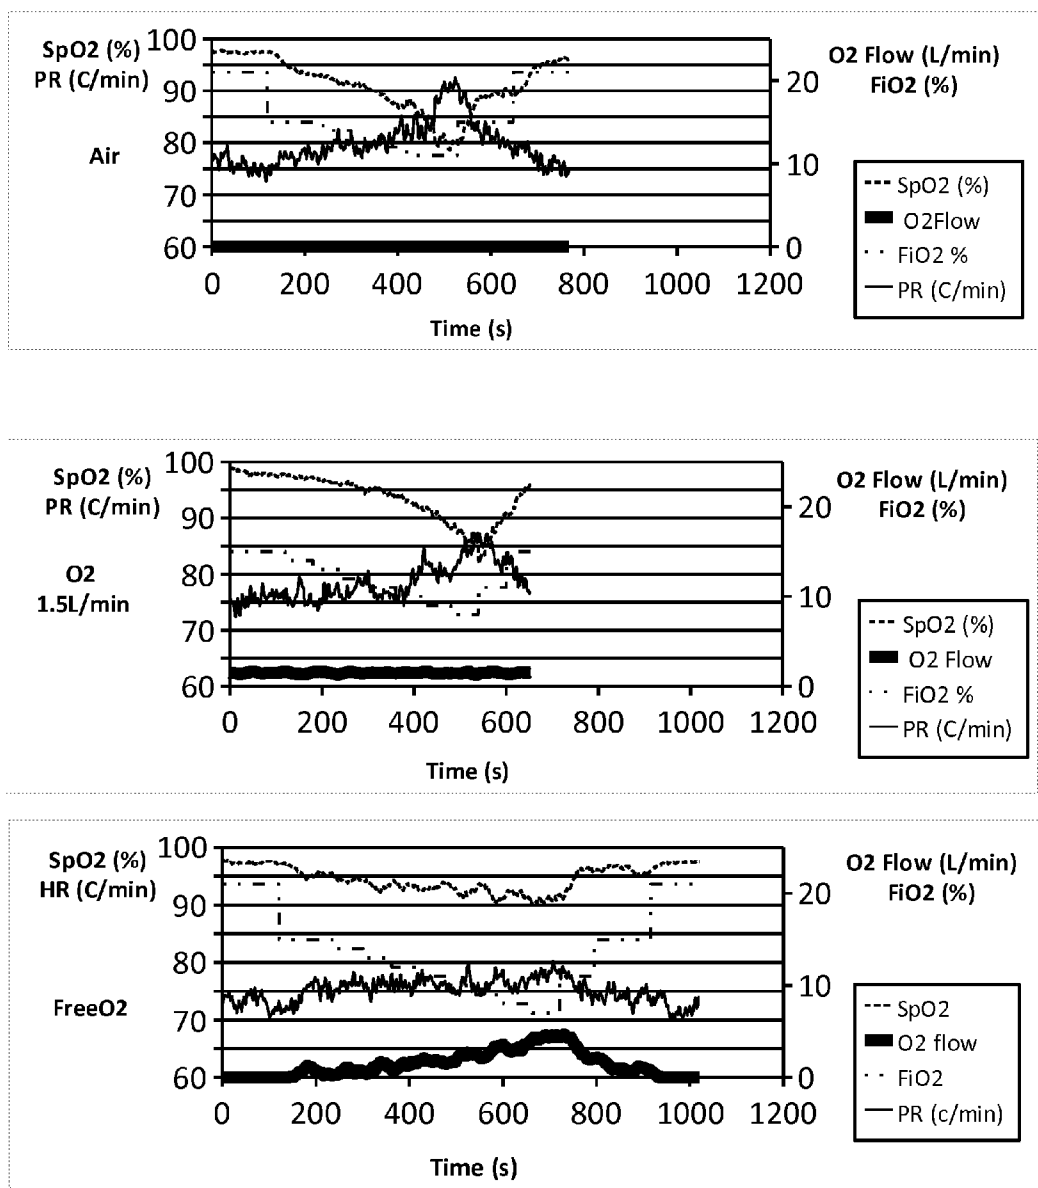 SpO2 (%)
PR (C/min)
Air
100
90
80
70
60
0
200
400
600
800
1000
1200
Time (s)
O2 Flow (L/min)
FiO2 (%)
20
10
0
SpO2 (%)
O2Flow
FiO2 %
PR (C/min)
SpO2 (%)
PR (C/min)
O2
1.5L/min
100
90
80
70
60
0
200
400
600
800
1000
1200
Time (s)
O2 Flow (L/min)
FiO2 (%)
20
10
0
SpO2 (%)
O2 Flow
FiO2 %
PR (C/min)
SpO2 (%)
HR (C/min)
FreeO2
100
90
80
70
60
0
200
400
600
800
1000
1200
Time (s)
O2 Flow (L/min)
FiO2 (%)
20
10
0
SpO2
O2 flow
FiO2
PR (c/min)